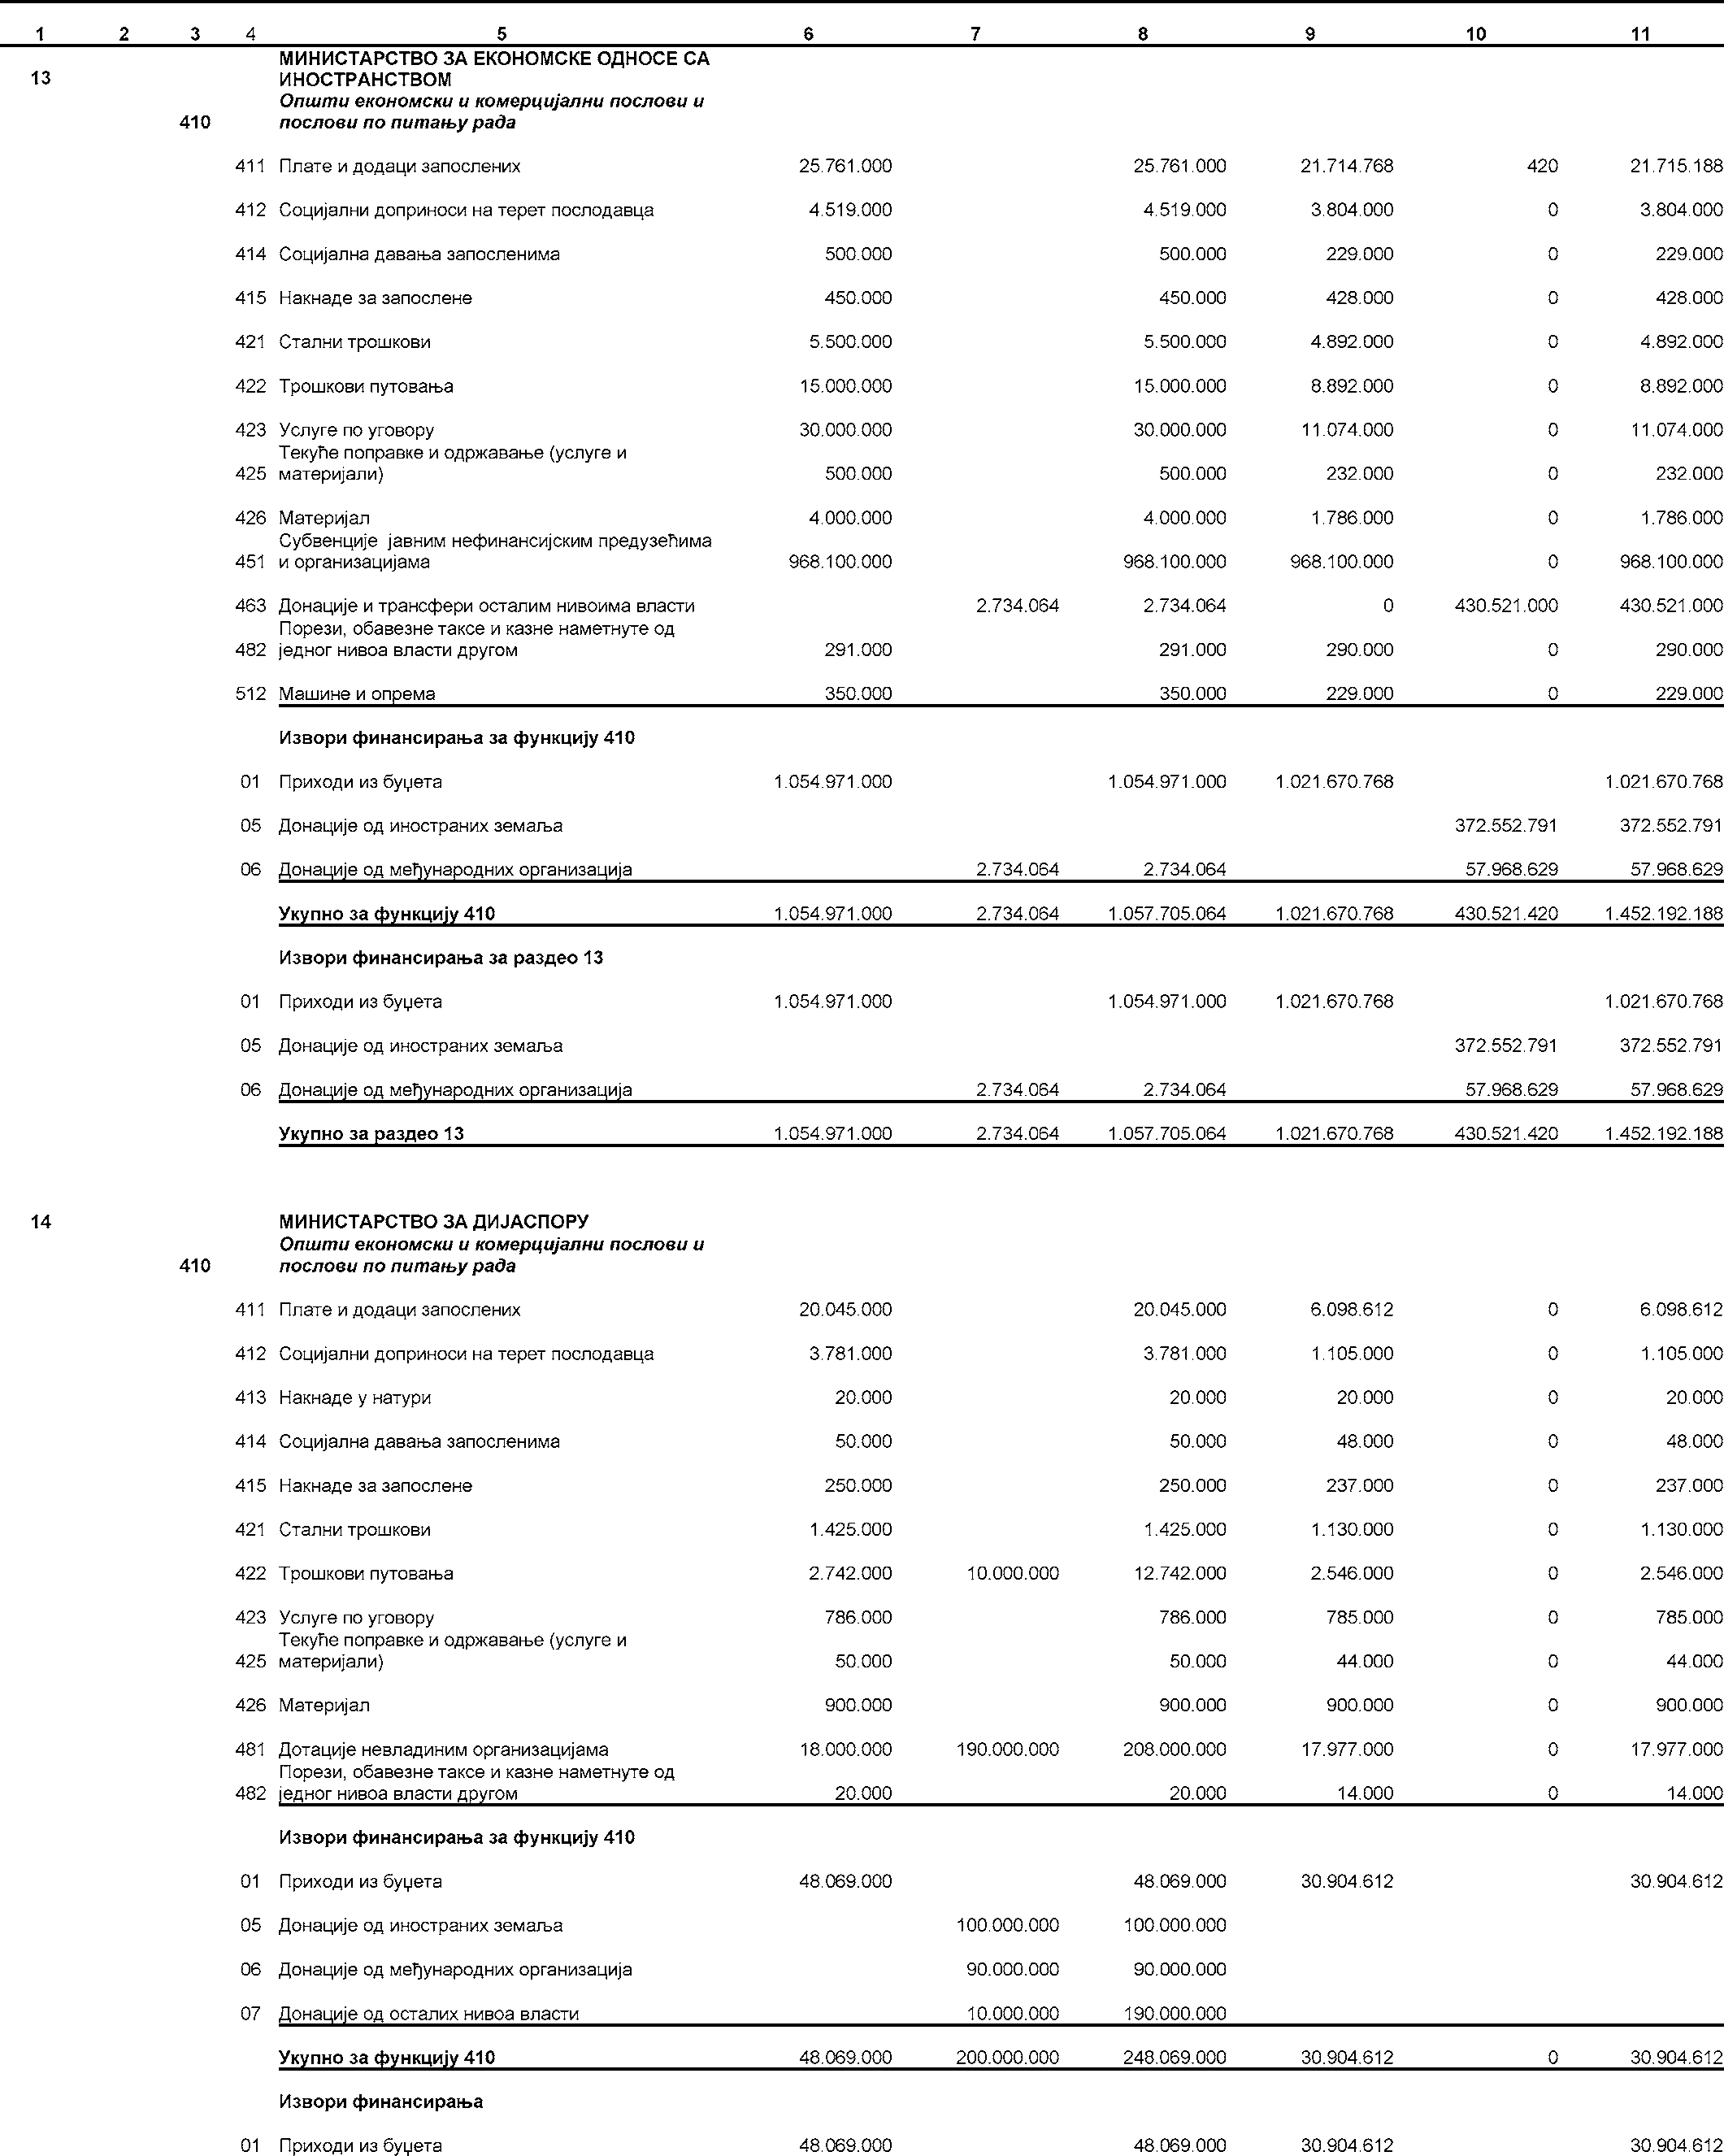 1 2 3 4 5 6 7 8 9 10 11
МИНИСТАРСТВО ЗА ЕКОНОМСКЕ ОДНОСЕ СА
13 ИНОСТРАНСТВОМ
Општи економски и комерцијални послови и
410 послови по питању рада
411 Плате и додаци запослених 25.761.000 25.761.000 21.714.768 420 21.715.188
412 Социјални доприноси на терет послодавца 4.519.000 4.519.000 3.804.000 0 3.804.000
414 Социјална давања запосленима 500.000 500.000 229.000 0 229.000
415 Накнаде за запослене 450.000 450.000 428.000 0 428.000
421 Стални трошкови 5.500.000 5.500.000 4.892.000 0 4.892.000
422 Трошкови путовања 15.000.000 15.000.000 8.892.000 0 8.892.000
423 Услуге по уговору 30.000.000 30.000.000 11.074.000 0 11.074.000
Текуће поправке и одржавање (услуге и
425 материјали) 500.000 500.000 232.000 0 232.000
426 Материјал 4.000.000 4.000.000 1.786.000 0 1.786.000
Субвенције јавним нефинансијским предузећима
451 и организацијама 968.100.000 968.100.000 968.100.000 0 968.100.000
463 Донације и трансфери осталим нивоима власти 2.734.064 2.734.064 0 430.521.000 430.521.000
Порези, обавезне таксе и казне наметнуте од
482 једног нивоа власти другом 291.000 291.000 290.000 0 290.000
512 Машине и опрема 350.000 350.000 229.000 0 229.000
Извори финансирања за функцију 410
01 Приходи из буџета 1.054.971.000 1.054.971.000 1.021.670.768 1.021.670.768
05 Донације од иностраних земаља 372.552.791 372.552.791
06 Донације од међународних организација 2.734.064 2.734.064 57.968.629 57.968.629
Укупно за функцију 410 1.054.971.000 2.734.064 1.057.705.064 1.021.670.768 430.521.420 1.452.192.188
Извори финансирања за раздео 13
01 Приходи из буџета 1.054.971.000 1.054.971.000 1.021.670.768 1.021.670.768
05 Донације од иностраних земаља 372.552.791 372.552.791
06 Донације од међународних организација 2.734.064 2.734.064 57.968.629 57.968.629
Укупно за раздео 13 1.054.971.000 2.734.064 1.057.705.064 1.021.670.768 430.521.420 1.452.192.188
14 МИНИСТАРСТВО ЗА ДИЈАСПОРУ
Општи економски и комерцијални послови и
410 послови по питању рада
411 Плате и додаци запослених 20.045.000 20.045.000 6.098.612 0 6.098.612
412 Социјални доприноси на терет послодавца 3.781.000 3.781.000 1.105.000 0 1.105.000
413 Накнаде у натури 20.000 20.000 20.000 0 20.000
414 Социјална давања запосленима 50.000 50.000 48.000 0 48.000
415 Накнаде за запослене 250.000 250.000 237.000 0 237.000
421 Стални трошкови 1.425.000 1.425.000 1.130.000 0 1.130.000
422 Трошкови путовања 2.742.000 10.000.000 12.742.000 2.546.000 0 2.546.000
423 Услуге по уговору 786.000 786.000 785.000 0 785.000
Текуће поправке и одржавање (услуге и
425 материјали) 50.000 50.000 44.000 0 44.000
426 Материјал 900.000 900.000 900.000 0 900.000
481 Дотације невладиним организацијама 18.000.000 190.000.000 208.000.000 17.977.000 0 17.977.000
Порези, обавезне таксе и казне наметнуте од
482 једног нивоа власти другом 20.000 20.000 14.000 0 14.000
Извори финансирања за функцију 410
01 Приходи из буџета 48.069.000 48.069.000 30.904.612 30.904.612
05 Донације од иностраних земаља 100.000.000 100.000.000
06 Донације од међународних организација 90.000.000 90.000.000
07 Донације од осталих нивоа власти 10.000.000 190.000.000
Укупно за функцију 410 48.069.000 200.000.000 248.069.000 30.904.612 0 30.904.612
Извори финансирања
01 Приходи из буџета 48.069.000 48.069.000 30.904.612 30.904.612